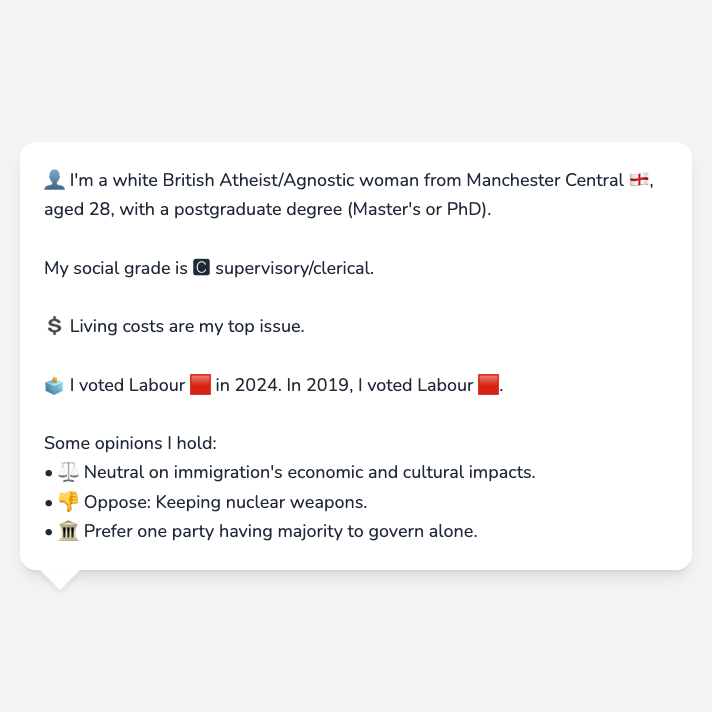 👤 I'm a white British Atheist/Agnostic woman from Manchester Central 🏴󠁧󠁢󠁥󠁮󠁧󠁿,
aged 28, with a postgraduate degree (Master's or PhD).
My social grade is 🅲 supervisory/clerical.
💲 Living costs are my top issue.
🗳️ I voted Labour 🟥 in 2024. In 2019, I voted Labour 🟥.
Some opinions I hold:
• ⚖️ Neutral on immigration's economic and cultural impacts.
• 👎 Oppose: Keeping nuclear weapons.
• 🏛️ Prefer one party having majority to govern alone.